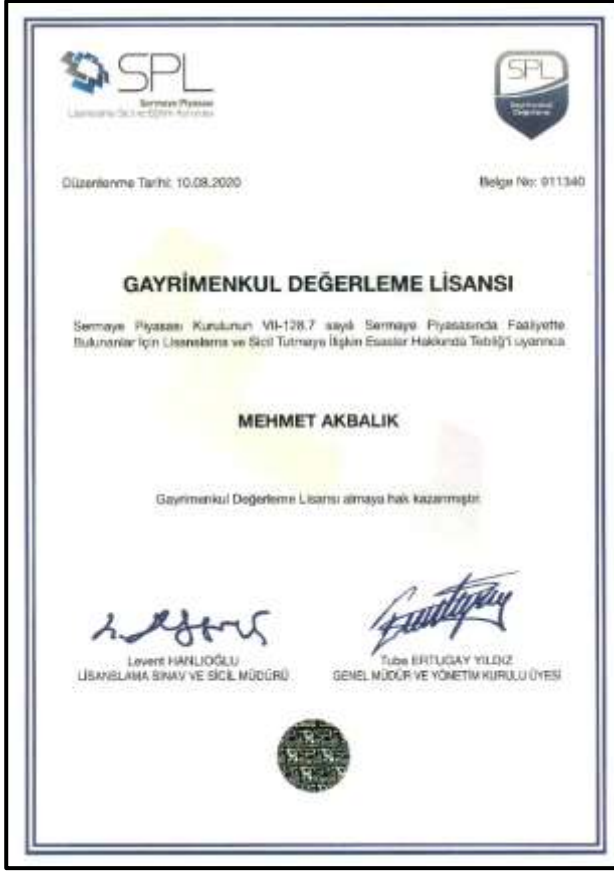 SPL
Sermaye Piyasası
Lisanslama Sicil ve Eğitim Kuruluşu
SPL
Gayrimenkul
Değerleme
Düzenlenme Tarihi: 10.08.2020
Belge No: 911340
GAYRİMENKUL DEĞERLEME LİSANSI
Sermaye Piyasası Kurulunun VII-128.7 sayılı Sermaye Piyasasında Faaliyette
Bulunanlar İçin Lisanslama ve Sicil Tutmaya İlişkin Esaslar Hakkında Tebliğ'i uyarınca
MEHMET AKBALIK
Gayrimenkul Değerleme Lisansı almaya hak kazanmıştır.
Levent HANLIOĞLU
LİSANSLAMA SINAV VE SİCİL MÜDÜRÜ
Tuba ERTUGAY YILDIZ
GENEL MÜDÜR VE YÖNETİM KURULU ÜYESİ